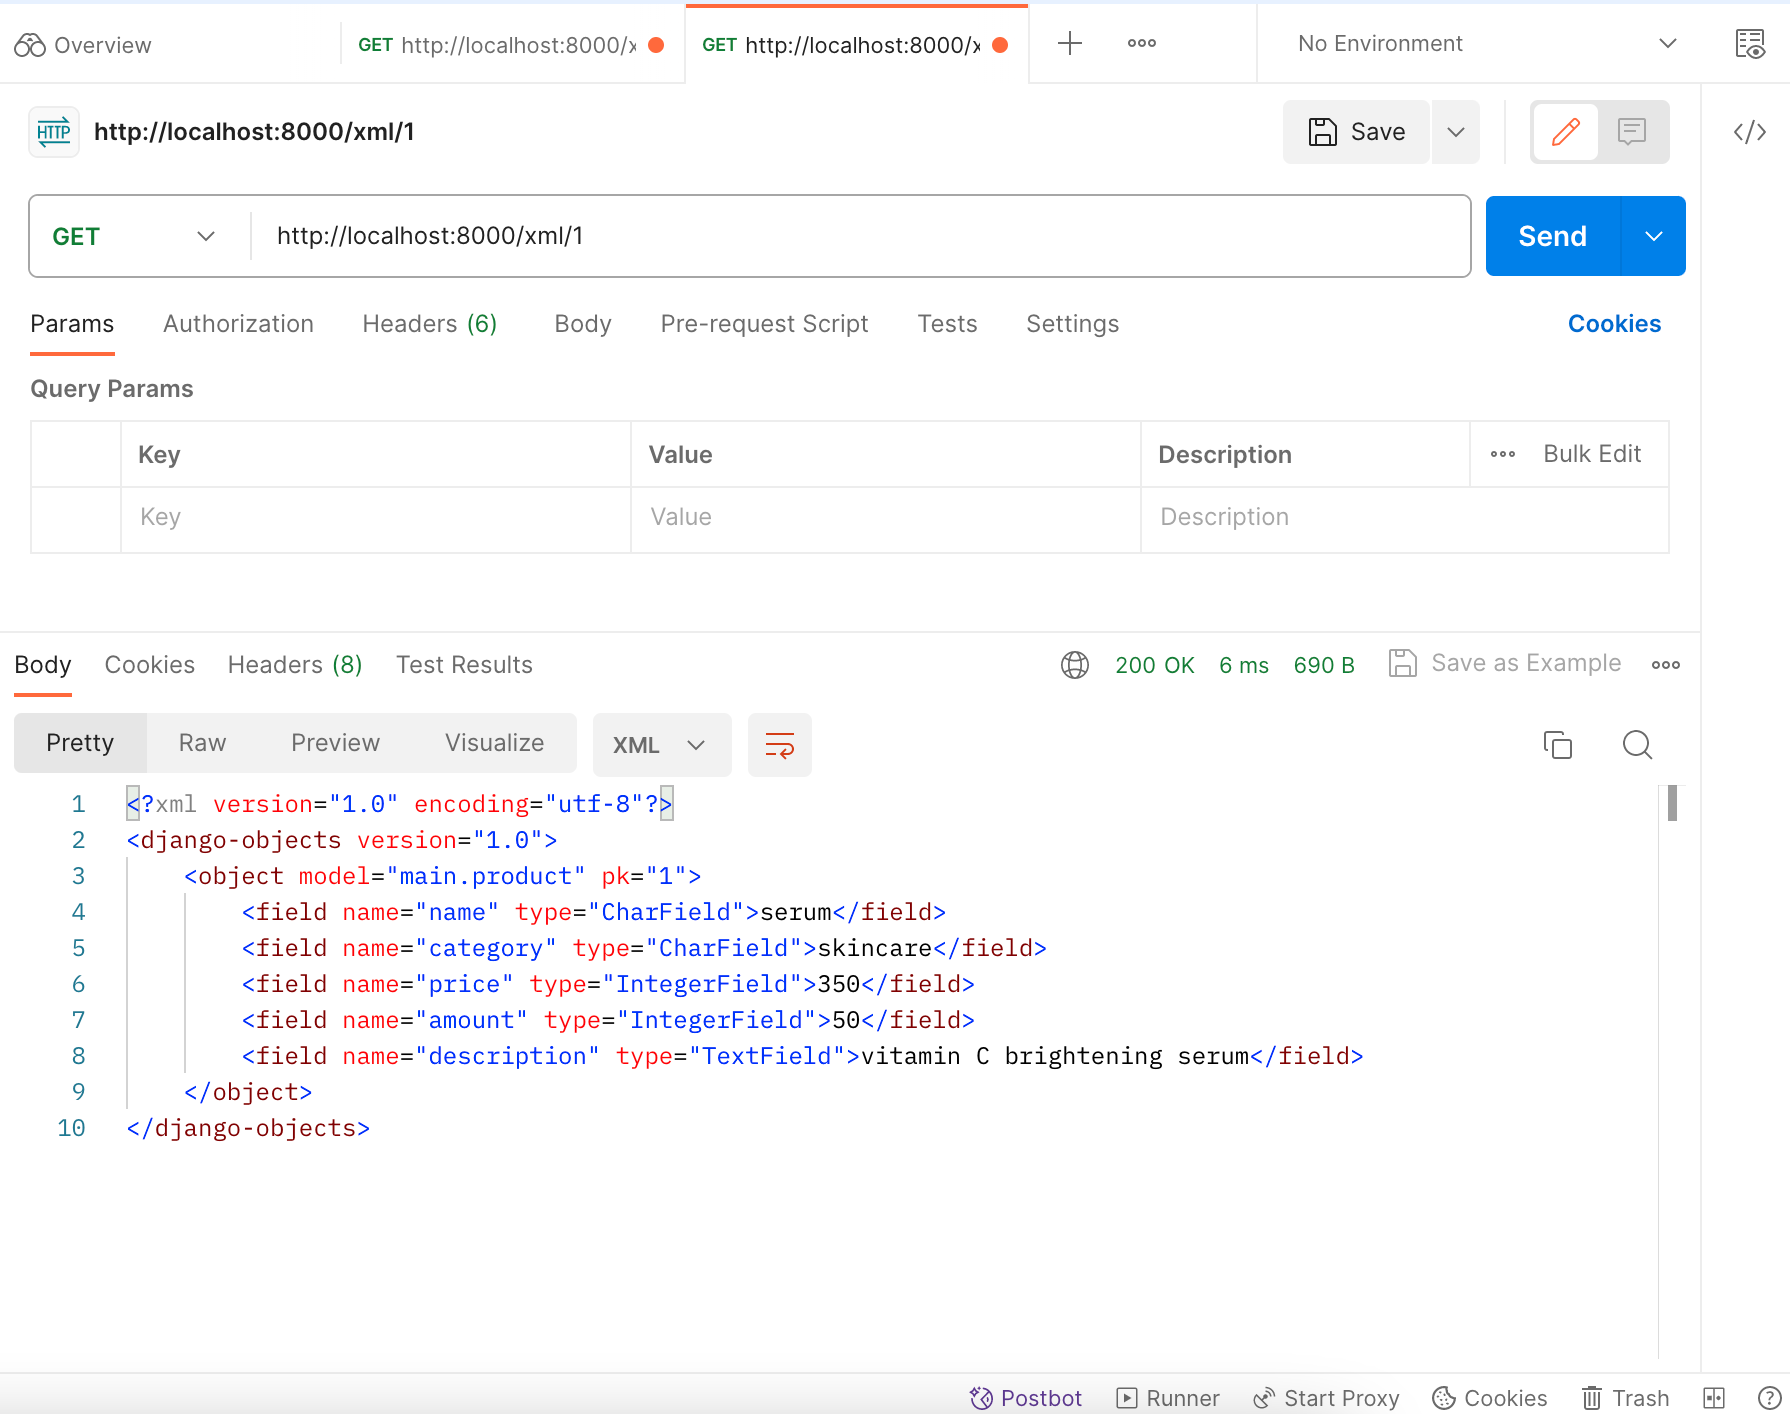 Overview
GET http://localhost:8000/x
GET http://localhost:8000/x
No Environment
HTTP
http://localhost:8000/xml/1
Save
GET
http://localhost:8000/xml/1
Send
Params Authorization Headers (6) Body Pre-request Script Tests Settings Cookies
Query Params
Key Value Description Bulk Edit
Key Value Description
Body Cookies Headers (8) Test Results 200 OK 6 ms 690 B Save as Example
Pretty Raw Preview Visualize XML
1 <?xml version="1.0" encoding="utf-8"?>
2 <django-objects version="1.0">
3 <object model="main.product" pk="1">
4 <field name="name" type="CharField">serum</field>
5 <field name="category" type="CharField">skincare</field>
6 <field name="price" type="IntegerField">350</field>
7 <field name="amount" type="IntegerField">50</field>
8 <field name="description" type="TextField">vitamin C brightening serum</field>
9 </object>
10 </django-objects>
Postbot Runner Start Proxy Cookies Trash